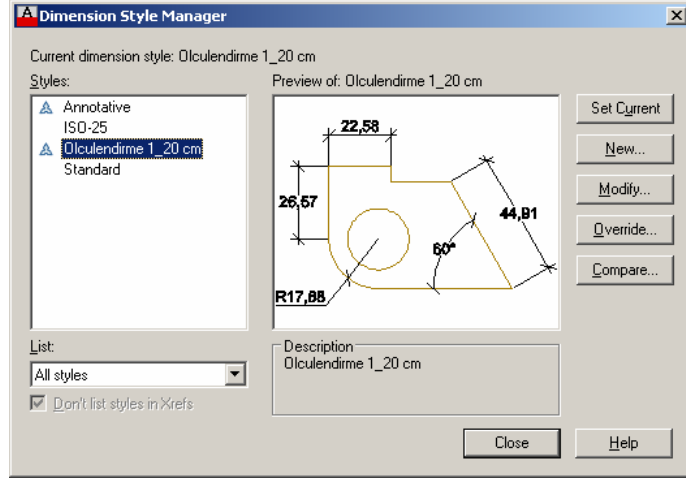 Dimension Style Manager
Current dimension style: Olculendirme 1_20 cm
Styles:
Annotative
ISO-25
Olculendirme 1_20 cm
Standard
Preview of: Olculendirme 1_20 cm
22,58
26,57
44,91
60°
R17,68
Set Current
New...
Modify...
Override...
Compare...
List:
All styles
Don't list styles in Xrefs
Description
Olculendirme 1_20 cm
Close
Help